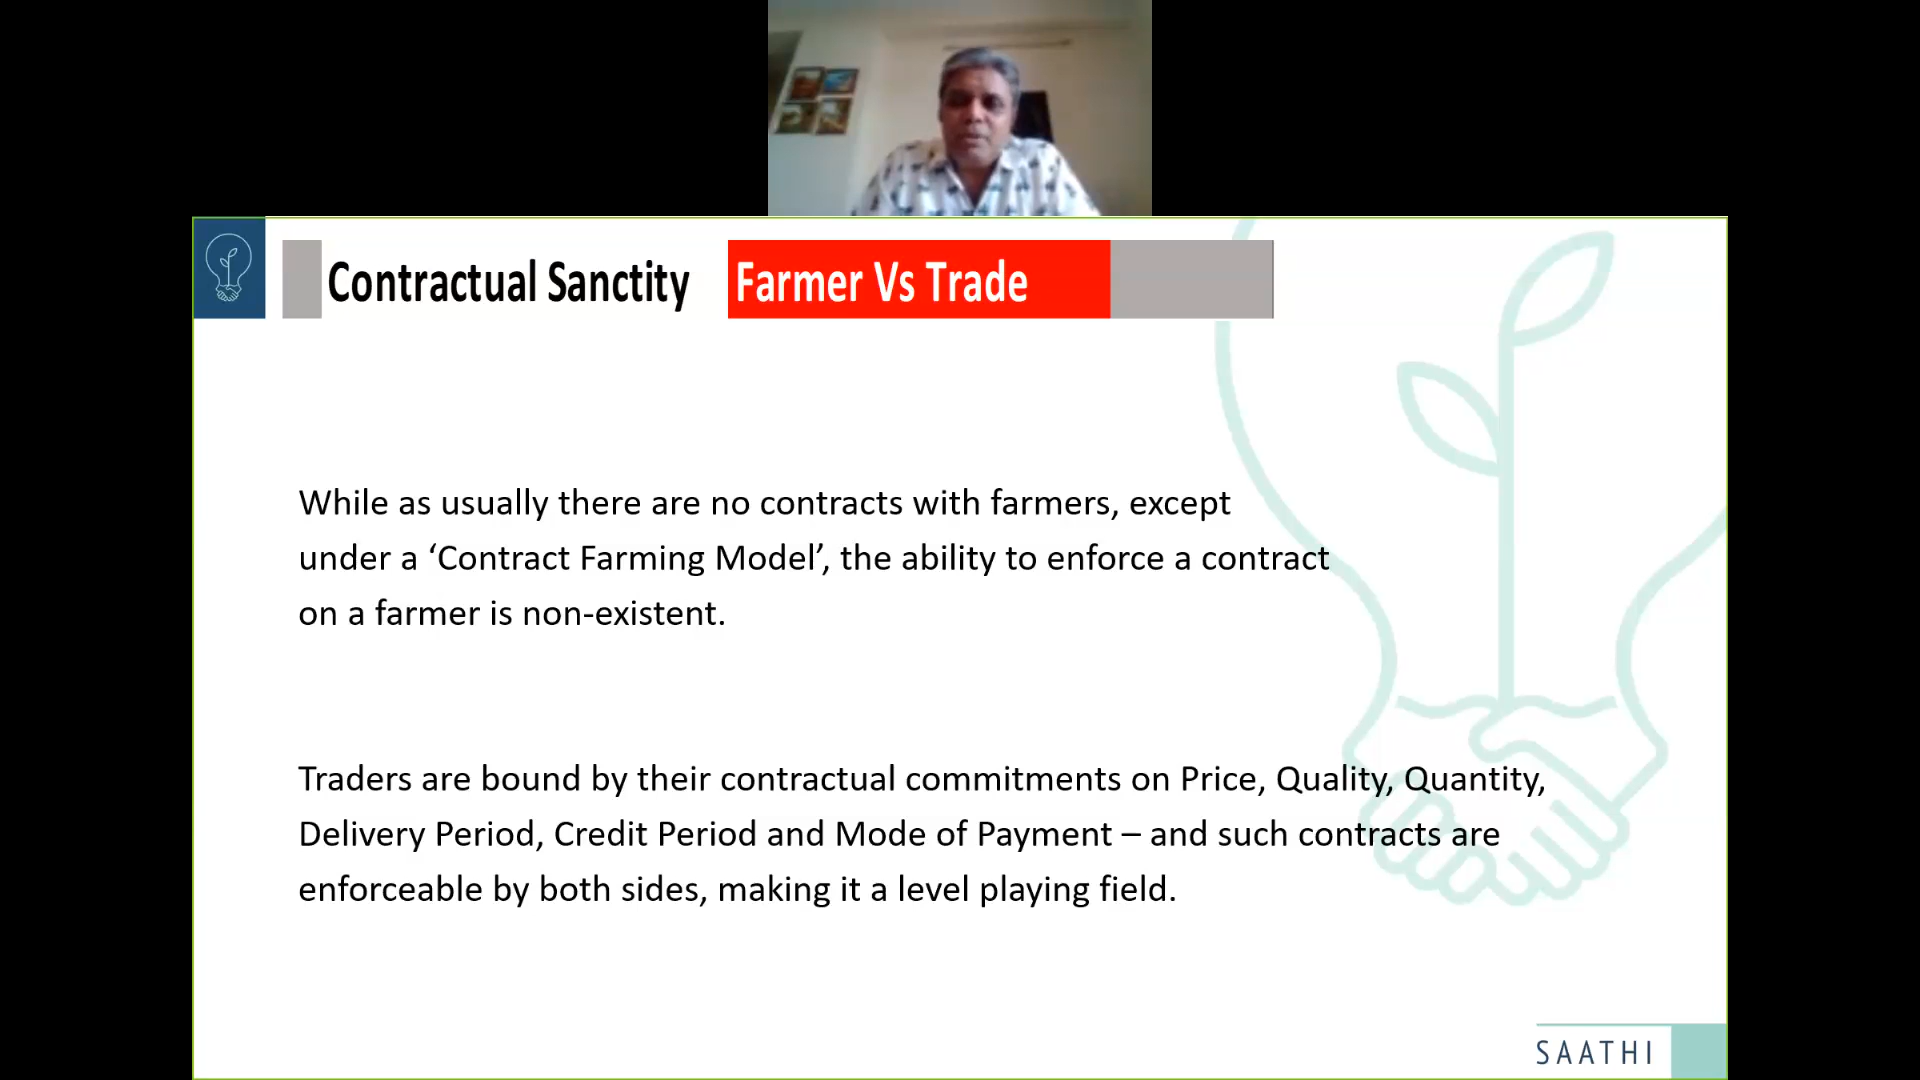 Contractual Sanctity Farmer Vs Trade
While as usually there are no contracts with farmers, except
under a ‘Contract Farming Model’, the ability to enforce a contract
on a farmer is non-existent.
Traders are bound by their contractual commitments on Price, Quality, Quantity,
Delivery Period, Credit Period and Mode of Payment – and such contracts are
enforceable by both sides, making it a level playing field.
SAATHI